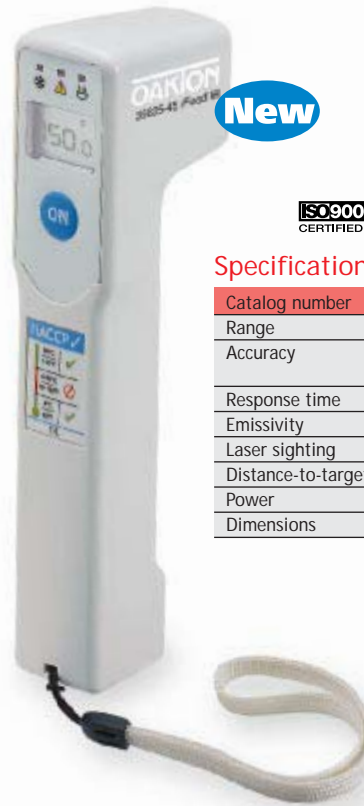 OAKTON
New
50.0
ON
HACCP✓
ISO900
CERTIFIED
Specification
Catalog number
Range
Accuracy
Response time
Emissivity
Laser sighting
Distance-to-targe
Power
Dimensions